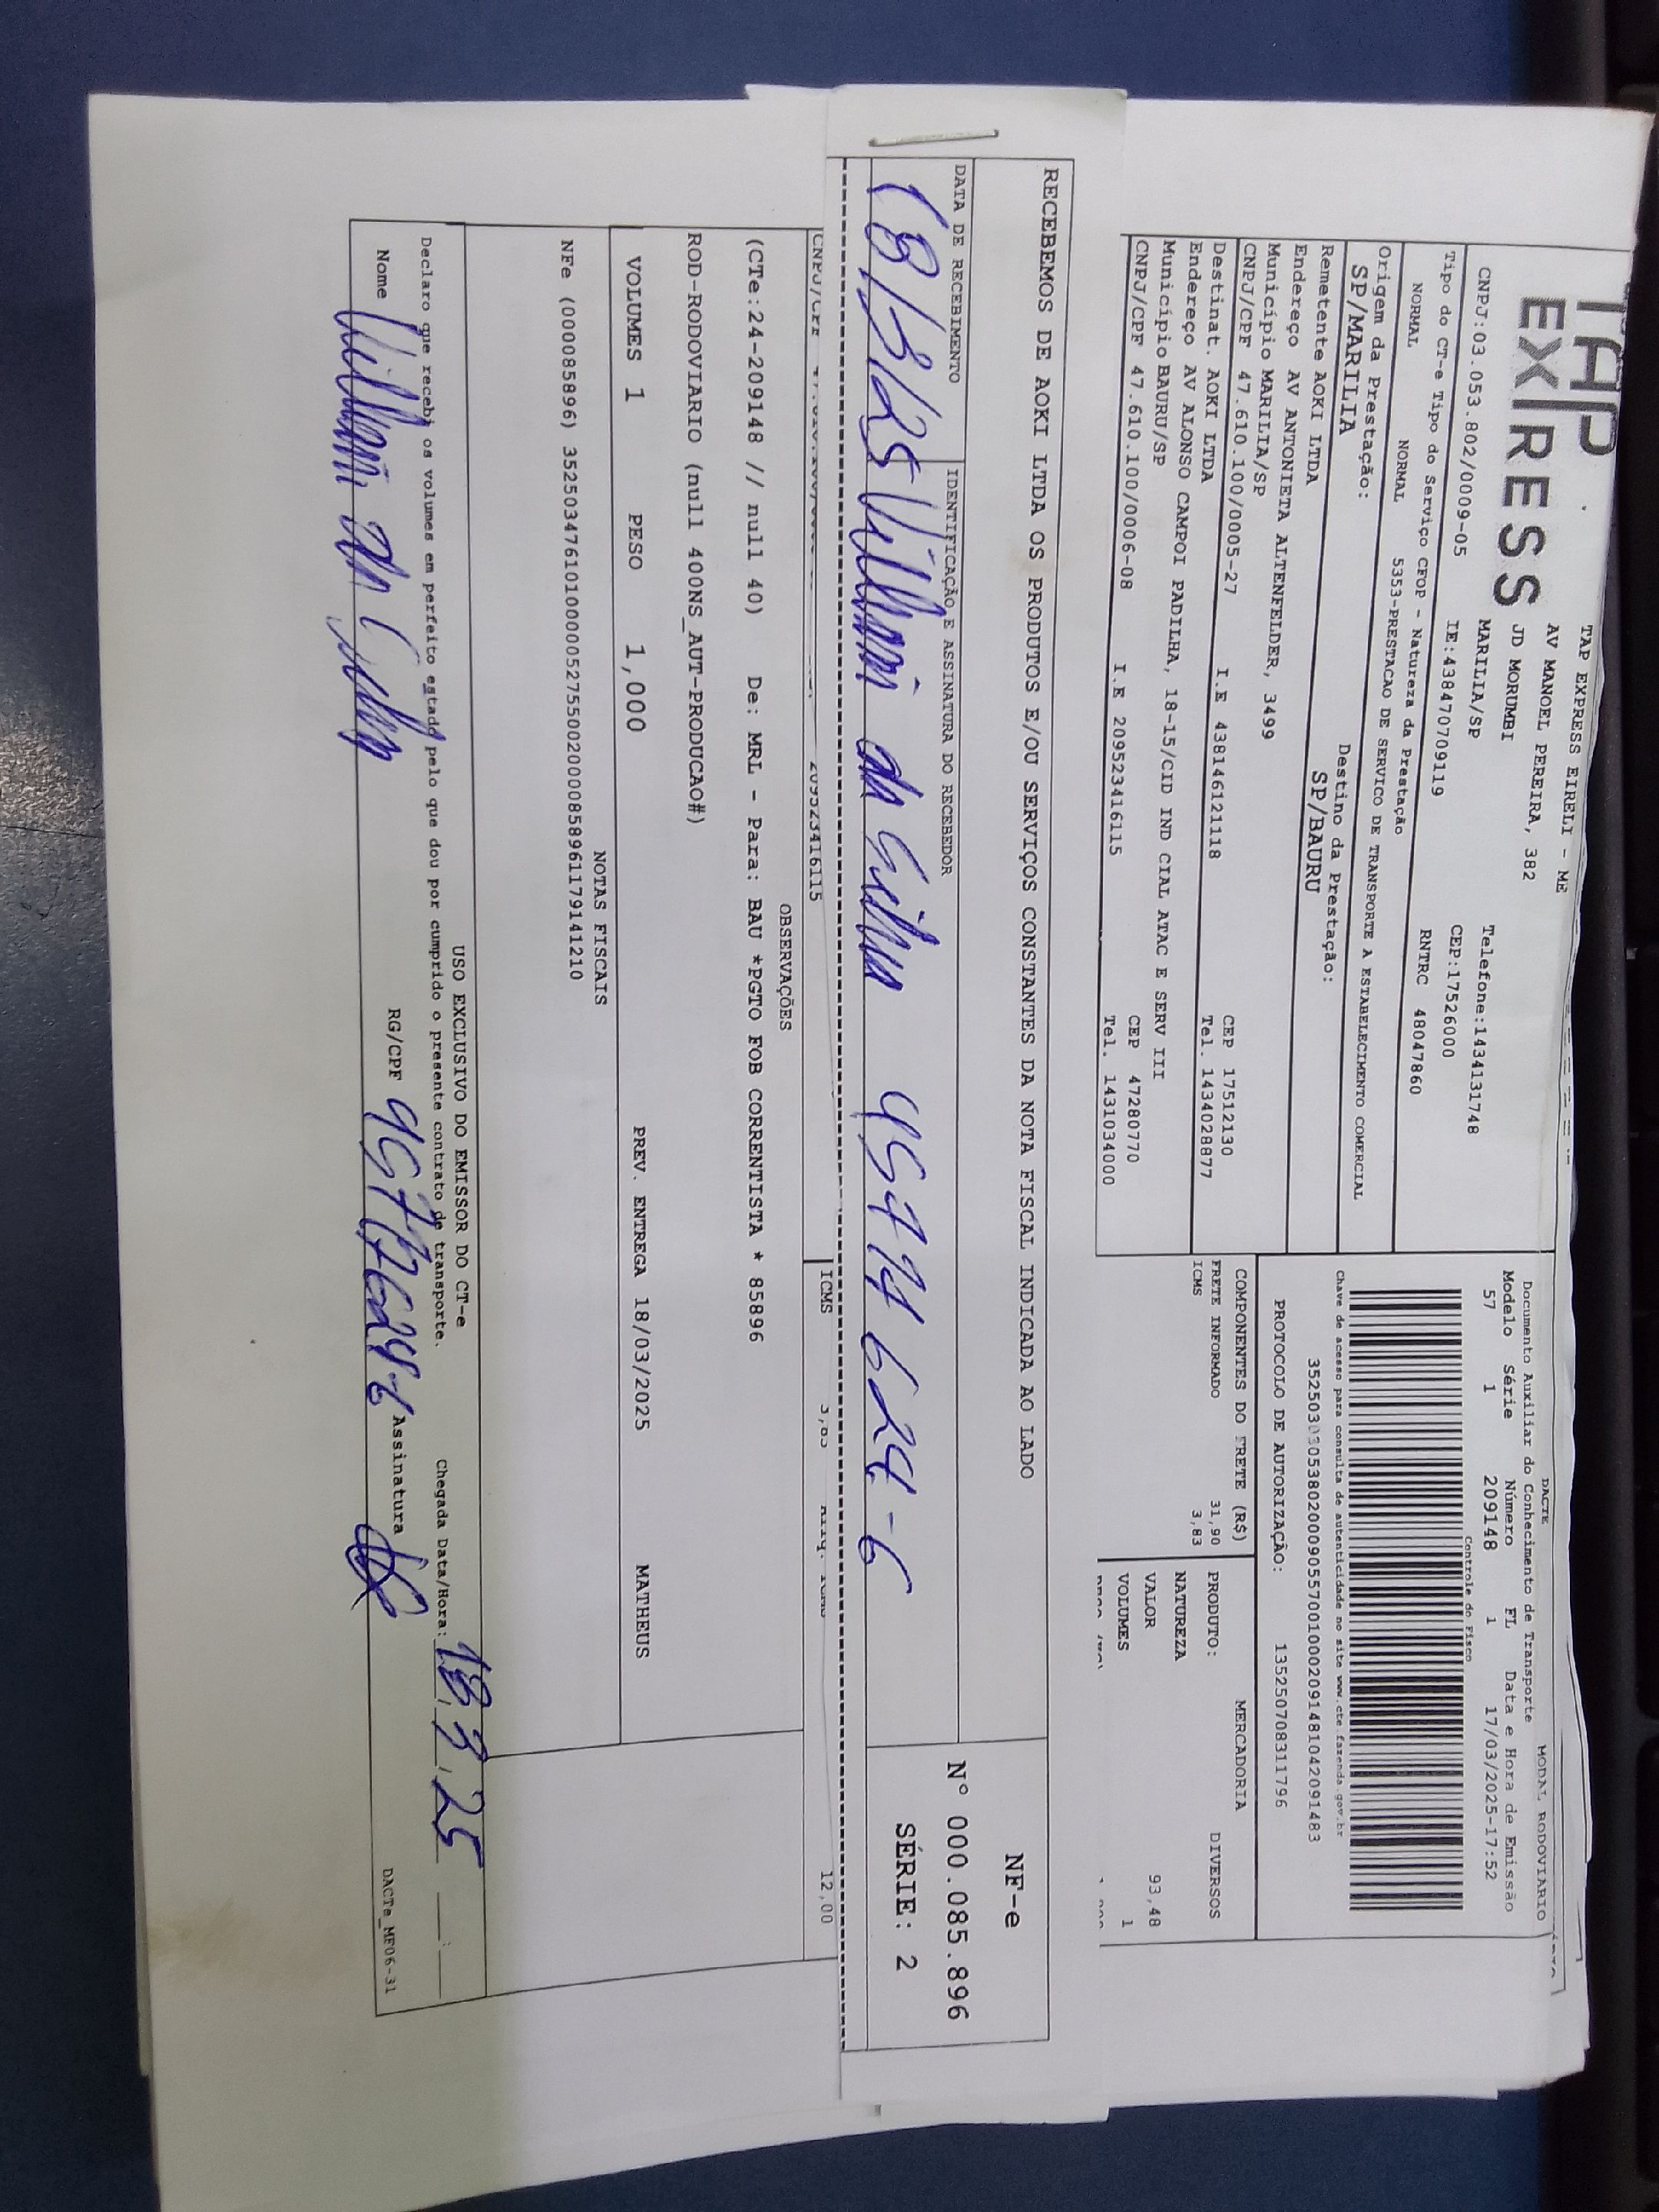 TAP
EXPRESS
TAP EXPRESS EIRELI - ME
AV MANOEL PEREIRA, 382
JD MORUMBI
MARILIA/SP
Telefone:1434131748
CNPJ:03.053.802/0009-05
IE:438470709119
CEP:17526000
Tipo do CT-e Tipo do Serviço CFOP - Natureza da Prestação
RNTRC 48047860
NORMAL NORMAL 5353-PRESTACAO DE SERVICO DE TRANSPORTE A ESTABELECIMENTO COMERCIAL
Origem da Prestação:
Destino da Prestação:
SP/MARILIA
SP/BAURU
Remetente AOKI LTDA
Endereço AV ANTONIETA ALTENFELDER, 3499
Município MARILIA/SP
CEP 17512130
CNPJ/CPF 47.610.100/0005-27 I.E 438146121118 Tel. 1434028877
Destinat. AOKI LTDA
Endereço AV ALONSO CAMPOI PADILHA, 18-15/CID IND CIAL ATAC E SERV III
Município BAURU/SP
CEP 47280770
CNPJ/CPF 47.610.100/0006-08 I.E 209523416115 Tel. 1431034000
DACTE
MODAL RODOVIARIO
Documento Auxiliar do Conhecimento de Transporte
Modelo Série Número FL Data e Hora de Emissão
57 1 209148 1 17/03/2025-17:52
Controle do Fisco
Chave de acesso para consulta de autenticidade no site www.cte.fazenda.gov.br
PROTOCOLO DE AUTORIZAÇÃO: 135250708311796
COMPONENTES DO FRETE (R$)
FRETE INFORMADO 31,90
ICMS 3,83
MERCADORIA
PRODUTO: DIVERSOS
NATUREZA
VALOR 93,48
VOLUMES 1
RECEBEMOS DE AOKI LTDA OS PRODUTOS E/OU SERVIÇOS CONSTANTES DA NOTA FISCAL INDICADA AO LADO
DATA DE RECEBIMENTO
IDENTIFICAÇÃO E ASSINATURA DO RECEBEDOR
18/3/25 William da Silva
NF-e
N° 000.085.896
SÉRIE: 2
CNPJ/CPF
209523416115
ICMS 3,83
12,00
OBSERVAÇÕES
(CTe:24-209148 // null 40) De: MRL - Para: BAU *PGTO FOB CORRENTISTA * 85896
ROD-RODOVIARIO (null 400NS_AUT-PRODUCAO#)
VOLUMES 1 PESO 1,000 PREV. ENTREGA 18/03/2025 MATHEUS
NOTAS FISCAIS
NFe (000085896) 35250347610100000527550020000858961179141210
USO EXCLUSIVO DO EMISSOR DO CT-e
Declaro que recebi os volumes em perfeito estado pelo que dou por cumprido o presente contrato de transporte.
Chegada Data/Hora: 18/3/25
Nome William da Silva
RG/CPF
Assinatura
DACTe_MF06-31